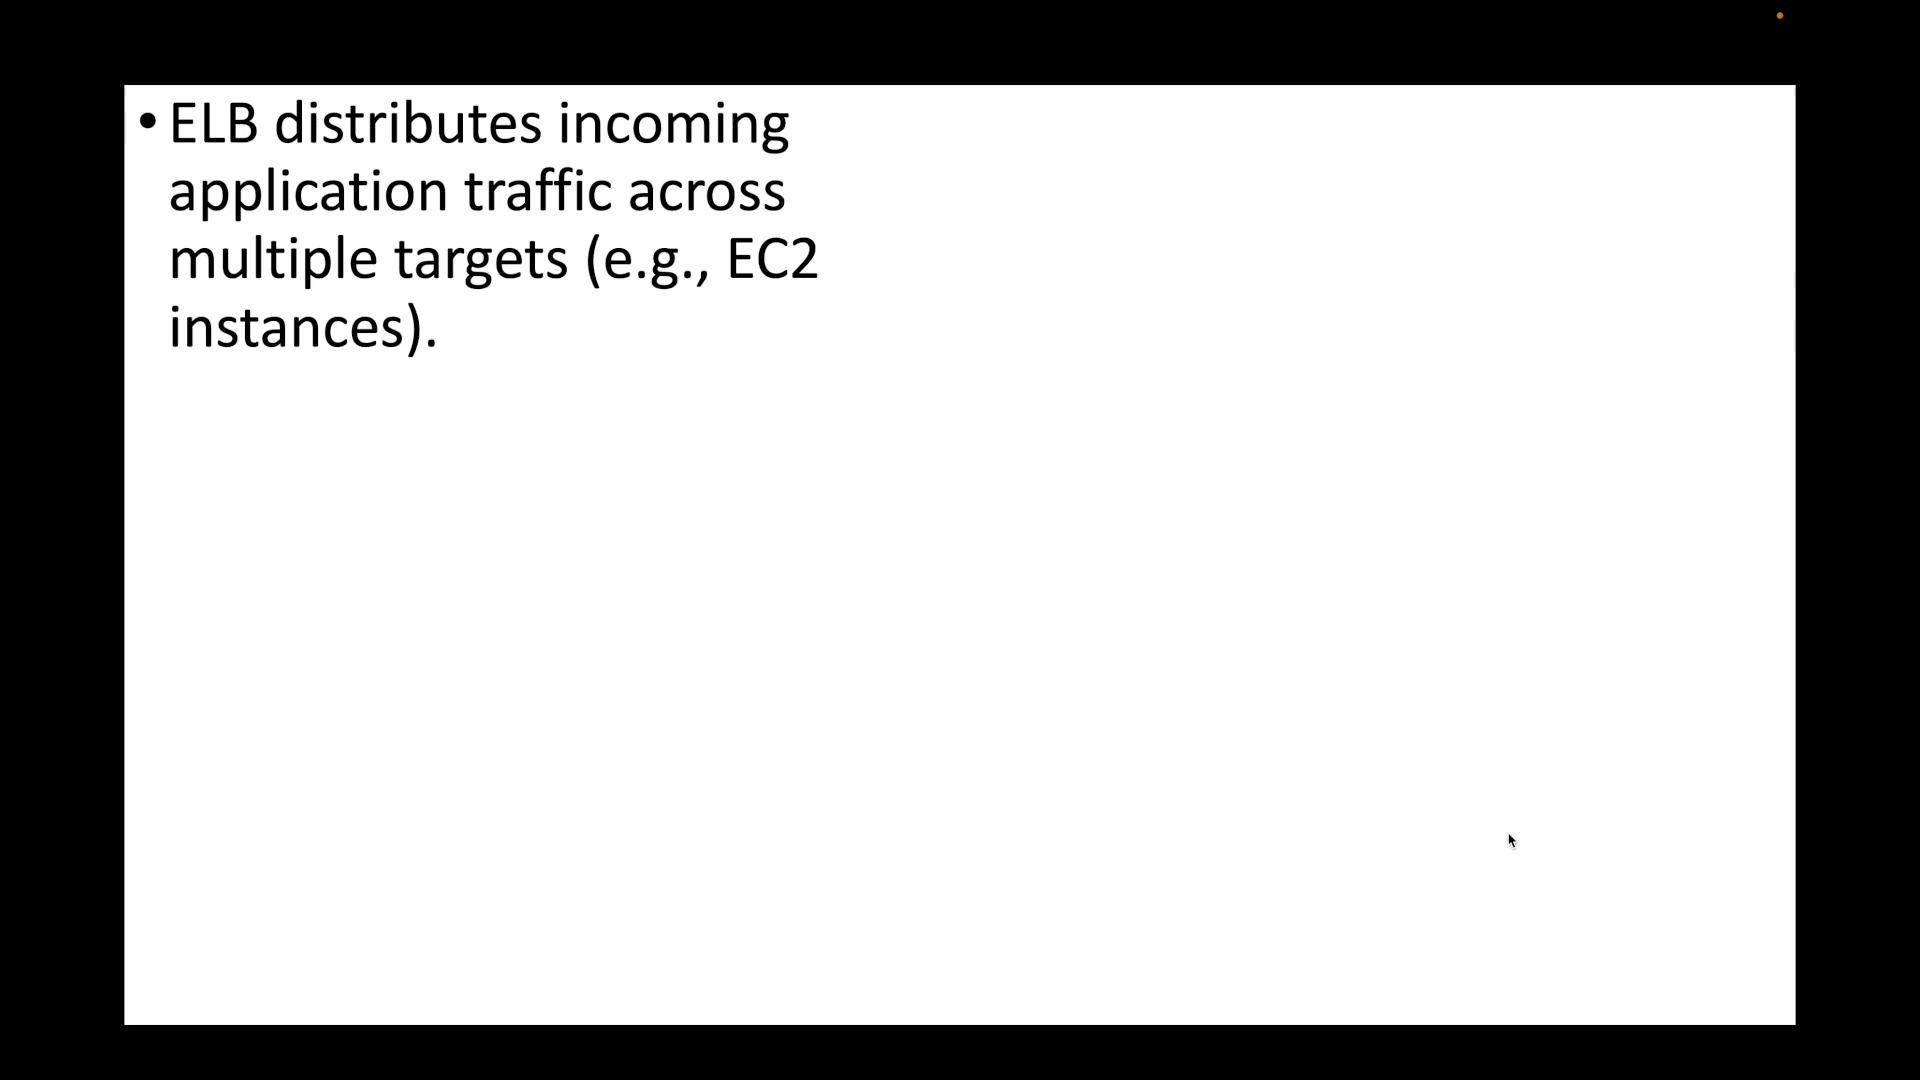 • ELB distributes incoming
application traffic across
multiple targets (e.g., EC2
instances).